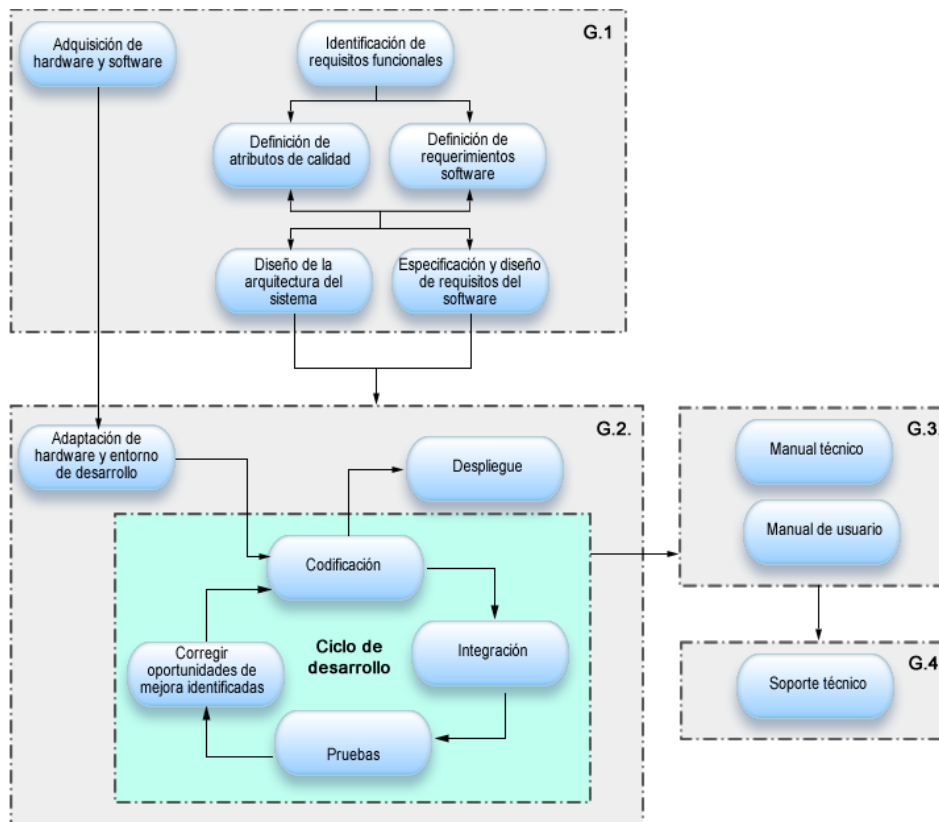 G.1
Adquisición de
hardware y software
Identificación de
requisitos funcionales
Definición de
atributos de calidad
Definición de
requerimientos
software
Diseño de la
arquitectura del
sistema
Especificación y diseño
de requisitos del
software
G.2.
Adaptación de
hardware y entorno
de desarrollo
Despliegue
Codificación
Ciclo de
desarrollo
Integración
Corregir
oportunidades de
mejora identificadas
Pruebas
G.3.
Manual técnico
Manual de usuario
G.4
Soporte técnico